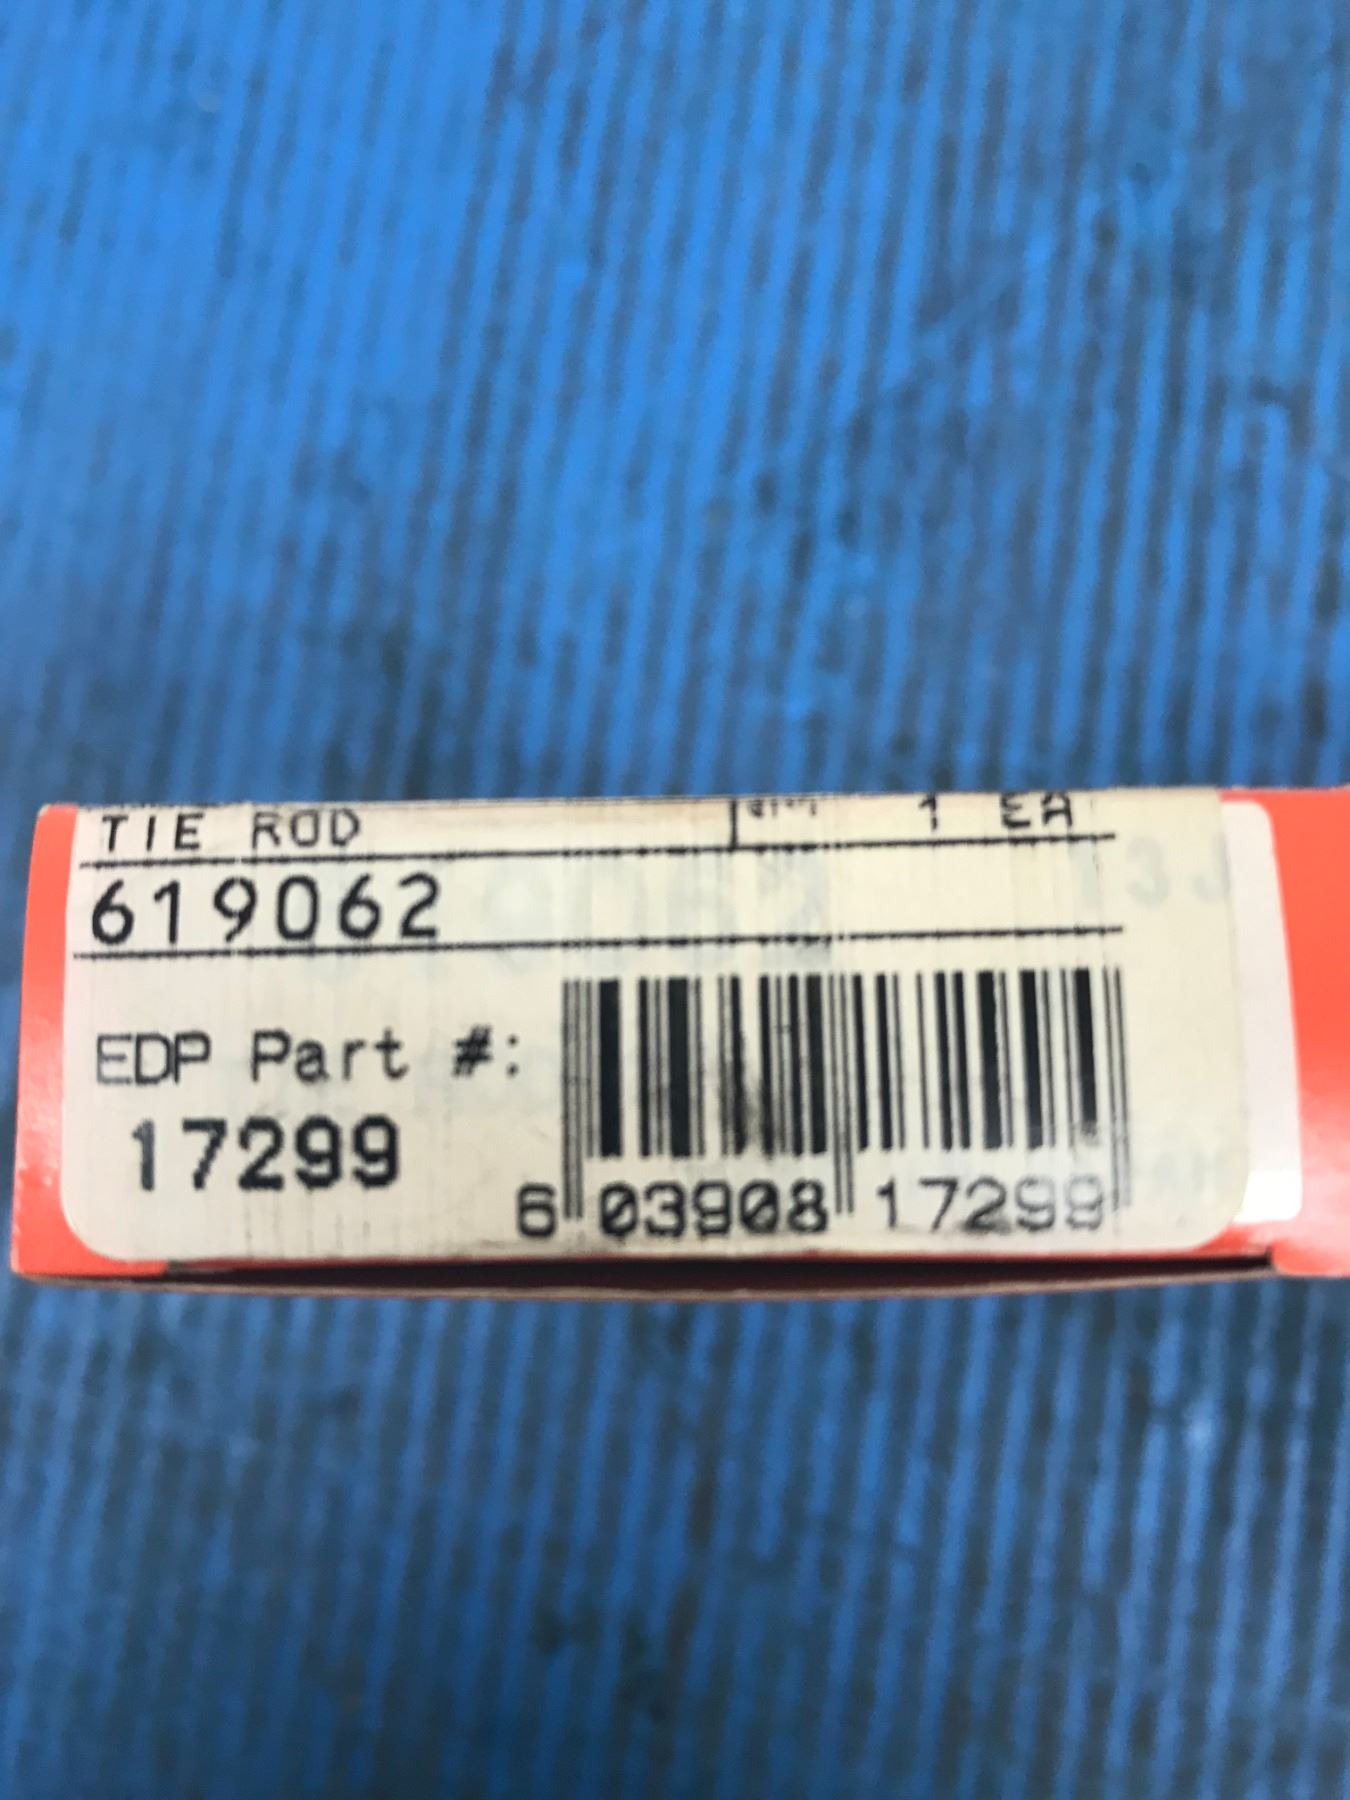 TIE ROD 1 EA
619062
EDP Part #:
17299
6 03908 17299